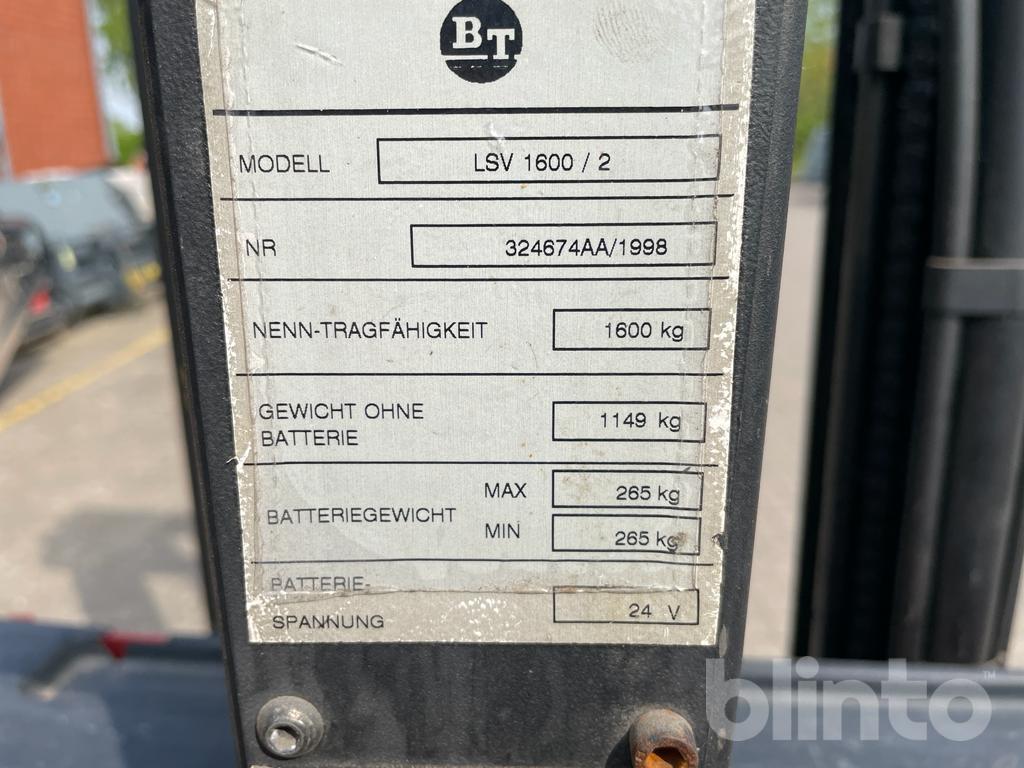 BT
MODELL LSV 1600 / 2
NR 324674AA/1998
NENN-TRAGFÄHIGKEIT 1600 kg
GEWICHT OHNE
BATTERIE 1149 kg
BATTERIEGEWICHT MAX 265 kg
MIN 265 kg
BATTERIE-
SPANNUNG 24 V
blinto™